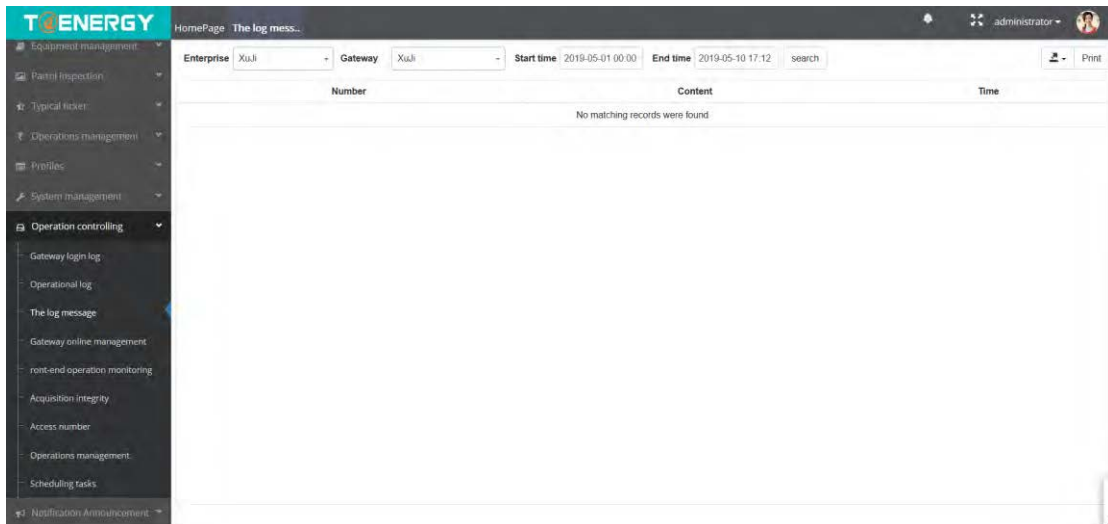 TOENERGY
HomePage The log mess..
administrator
Equipment management
Enterprise XuJi Gateway XuJi Start time 2019-05-01 00:00 End time 2019-05-10 17:12 search Print
Patrol Inspection
Number Content Time
Typical ticket
No matching records were found
Operations management
Profiles
System management
Operation controlling
Gateway login log
Operational log
The log message
Gateway online management
ront-end operation monitoring
Acquisition integrity
Access number
Operations management
Scheduling tasks
Notification Announcement